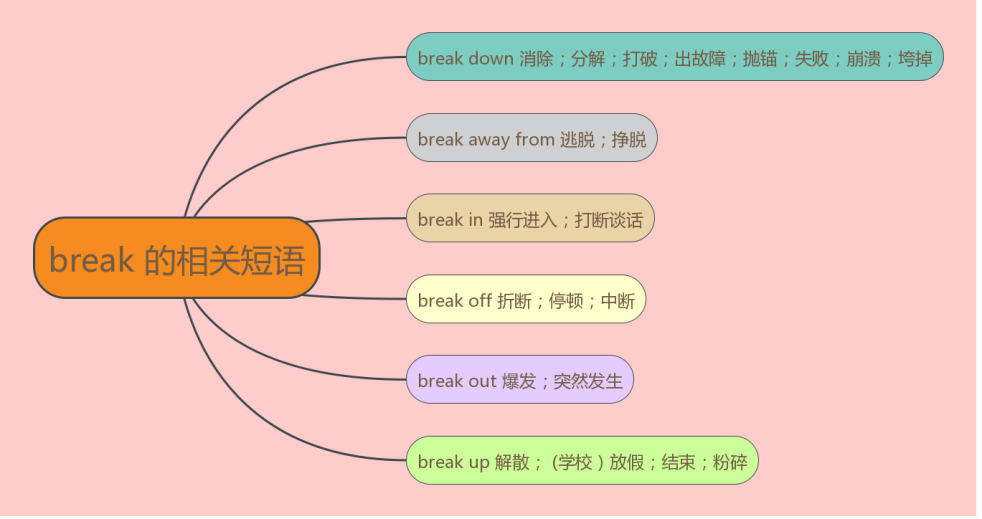 break down 消除；分解；打破；出故障；抛锚；失败；崩溃；垮掉
break away from 逃脱；挣脱
break in 强行进入；打断谈话
break 的相关短语
break off 折断；停顿；中断
break out 爆发；突然发生
break up 解散； (学校）放假；结束；粉碎